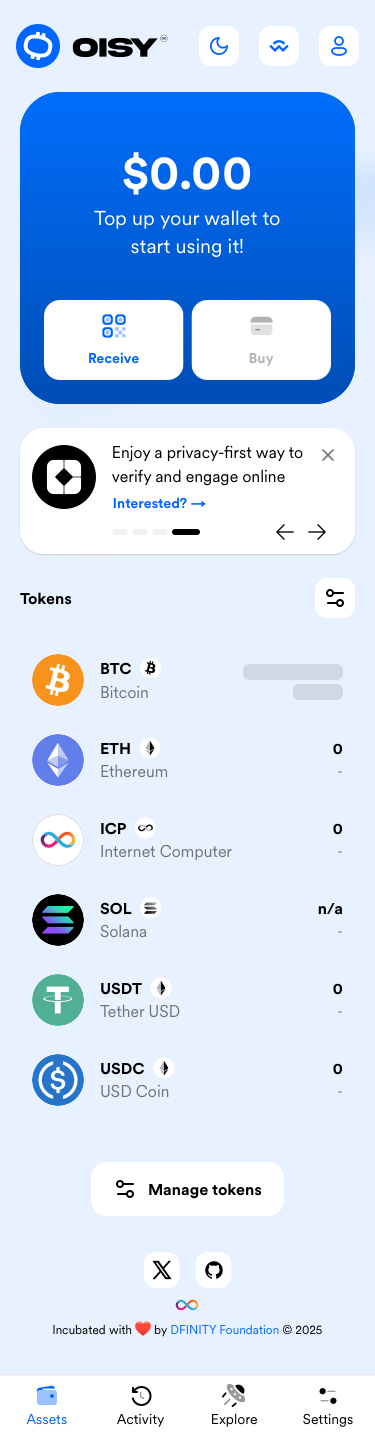 OISY
$0.00
Top up your wallet to
start using it!
Receive
Buy
Enjoy a privacy-first way to
verify and engage online
Interested? →
Tokens
BTC
Bitcoin
ETH
0
Ethereum
-
ICP
0
Internet Computer
-
SOL
n/a
Solana
-
USDT
0
Tether USD
-
USDC
0
USD Coin
-
Manage tokens
Incubated with ❤️ by DFINITY Foundation © 2025
Assets
Activity
Explore
Settings